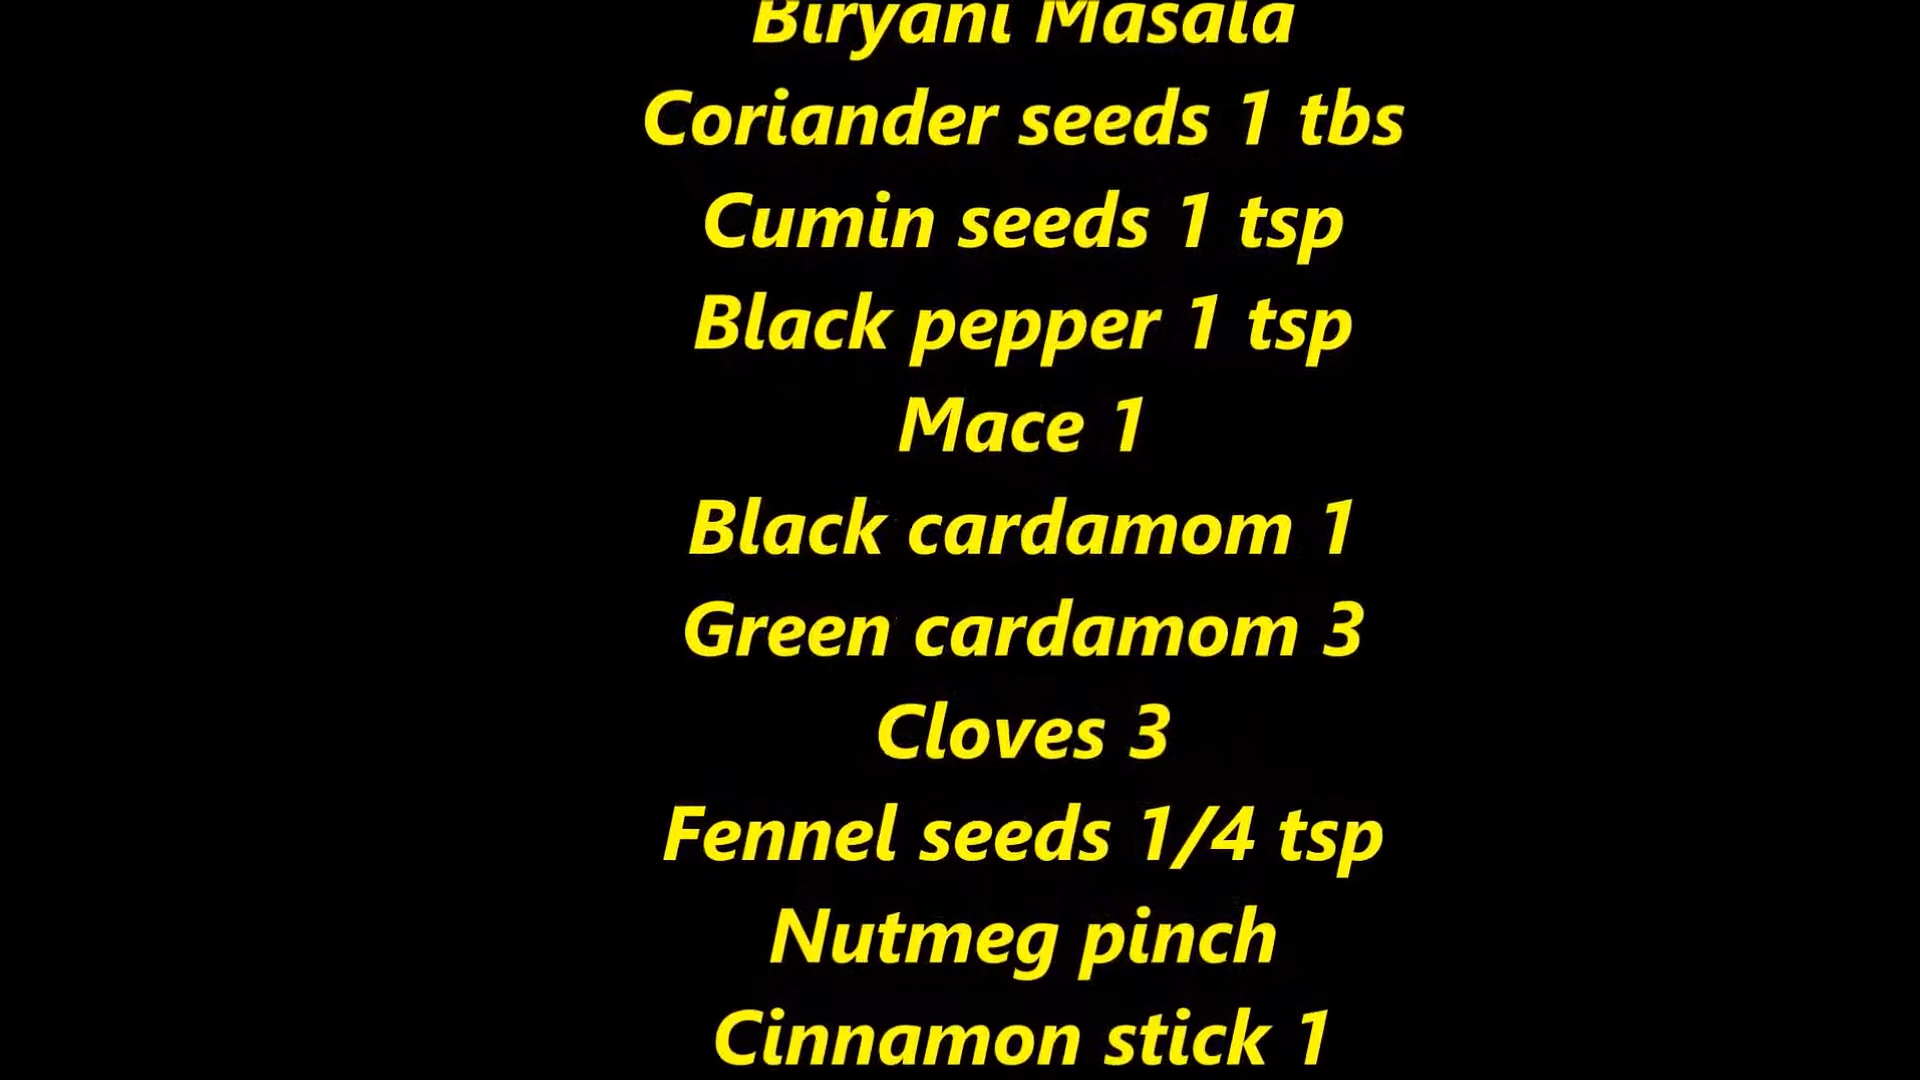 Biryani Masala
Coriander seeds 1 tbs
Cumin seeds 1 tsp
Black pepper 1 tsp
Mace 1
Black cardamom 1
Green cardamom 3
Cloves 3
Fennel seeds 1/4 tsp
Nutmeg pinch
Cinnamon stick 1